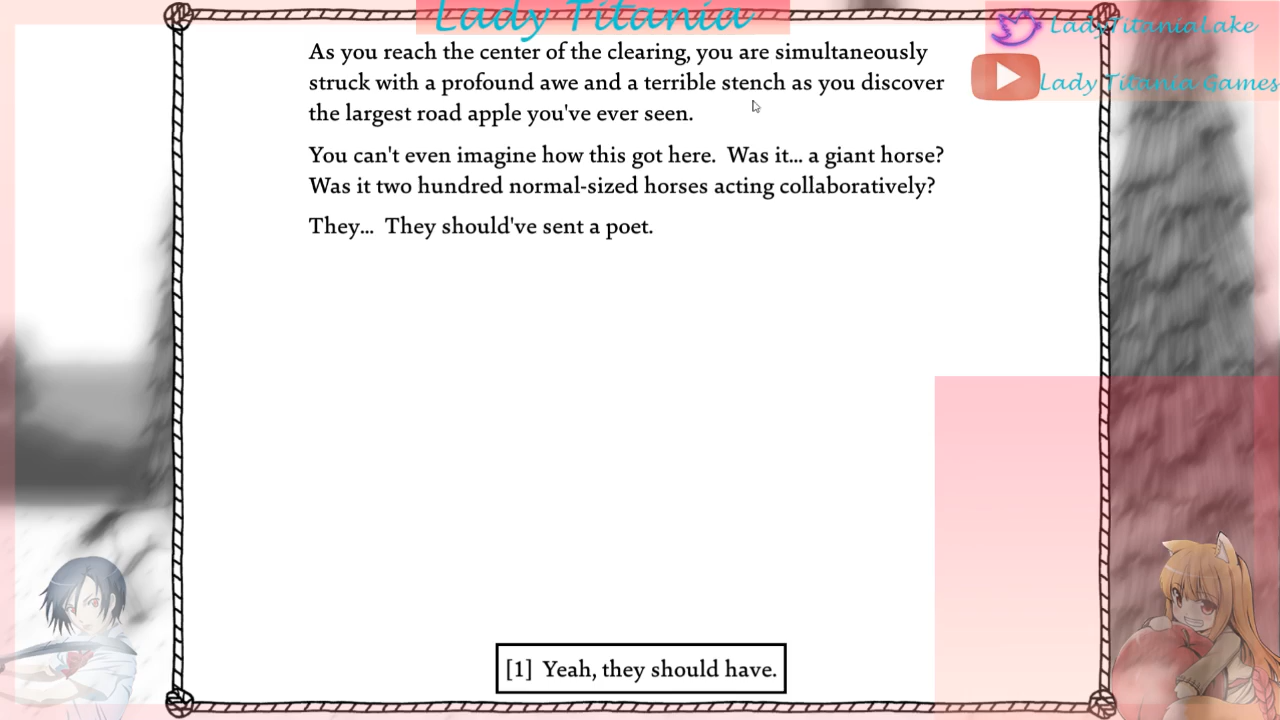 Lady Titania
LadyTitaniaLake
Lady Titania Games
As you reach the center of the clearing, you are simultaneously
struck with a profound awe and a terrible stench as you discover
the largest road apple you've ever seen.
You can't even imagine how this got here.  Was it... a giant horse?
Was it two hundred normal-sized horses acting collaboratively?
They...  They should've sent a poet.
[1]  Yeah, they should have.